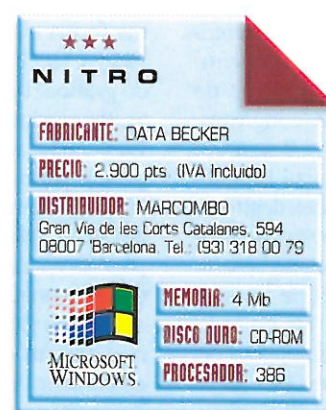 ★★★
NITRO
FABRICANTE: DATA BECKER
PRECIO: 2.900 pts. (IVA Incluido)
DISTRIBUIDOR: MARCOMBO
Gran Via de les Corts Catalanes, 594
08007 'Barcelona. Tel.: (93) 318 00 79
MICROSOFT
WINDOWS.
MEMORIA: 4 Mb
DISCO DURO: CD-ROM
PROCESADOR: 386